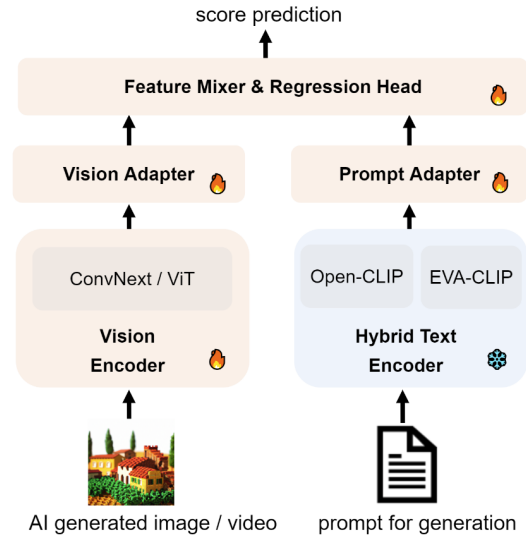 score prediction
Feature Mixer & Regression Head
Vision Adapter
Prompt Adapter
ConvNext / ViT
Open-CLIP
EVA-CLIP
Vision
Encoder
Hybrid Text
Encoder
AI generated image / video
prompt for generation